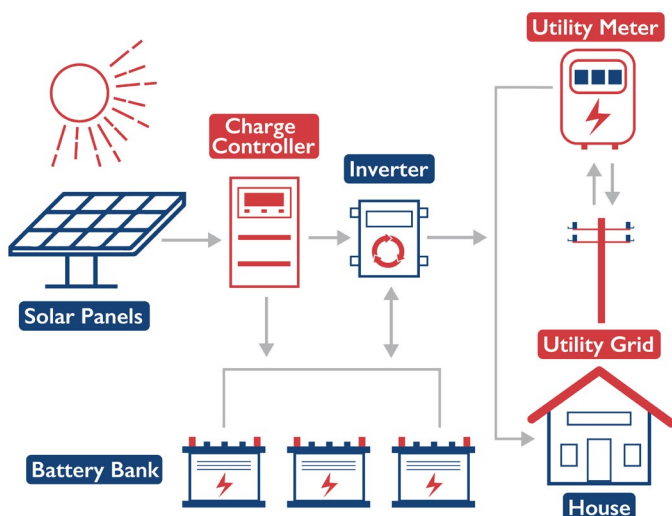 Utility Meter
Charge
Controller
Inverter
Solar Panels
Utility Grid
Battery Bank
House